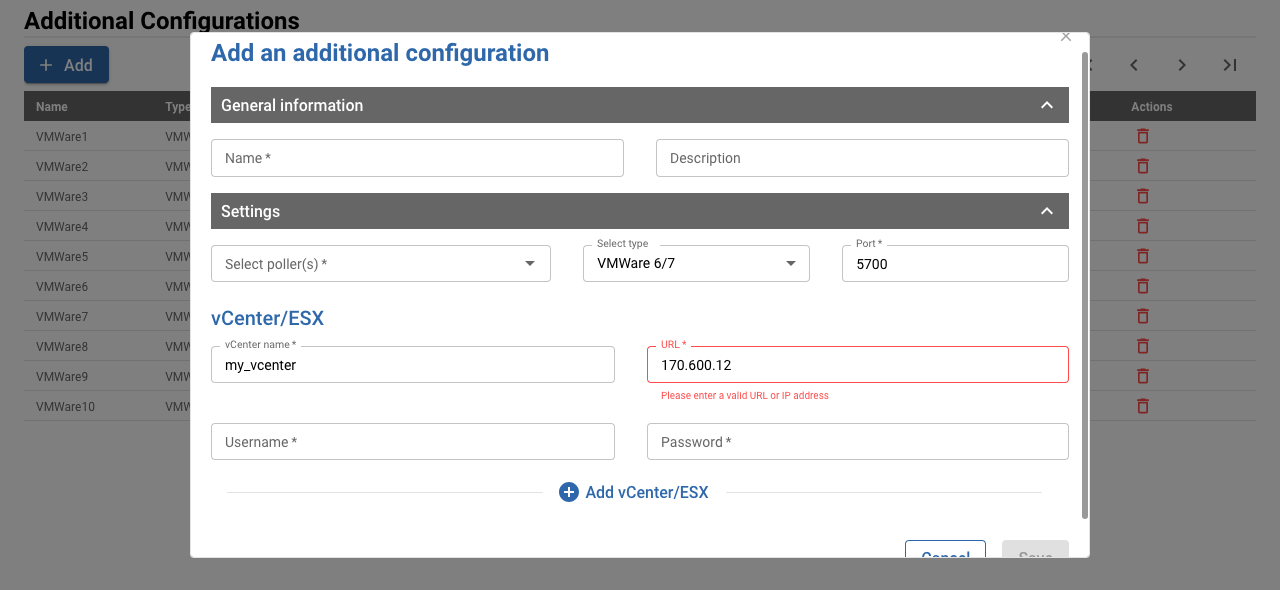 Additional Configurations
Add an additional configuration
Add
General information
Name Type Actions
VMWare1 VMW
Name * Description
VMWare2 VMW
VMWare3 VMW
Settings
VMWare4 VMW
Select type Port *
VMWare5 VMW
Select poller(s) * VMWare 6/7 5700
VMWare6 VMW
VMWare7 VMW
vCenter/ESX
VMWare8 VMW
vCenter name * URL *
my_vcenter 170.600.12
VMWare9 VMW
Please enter a valid URL or IP address
VMWare10 VMW
Username * Password *
Add vCenter/ESX
Cancel Save